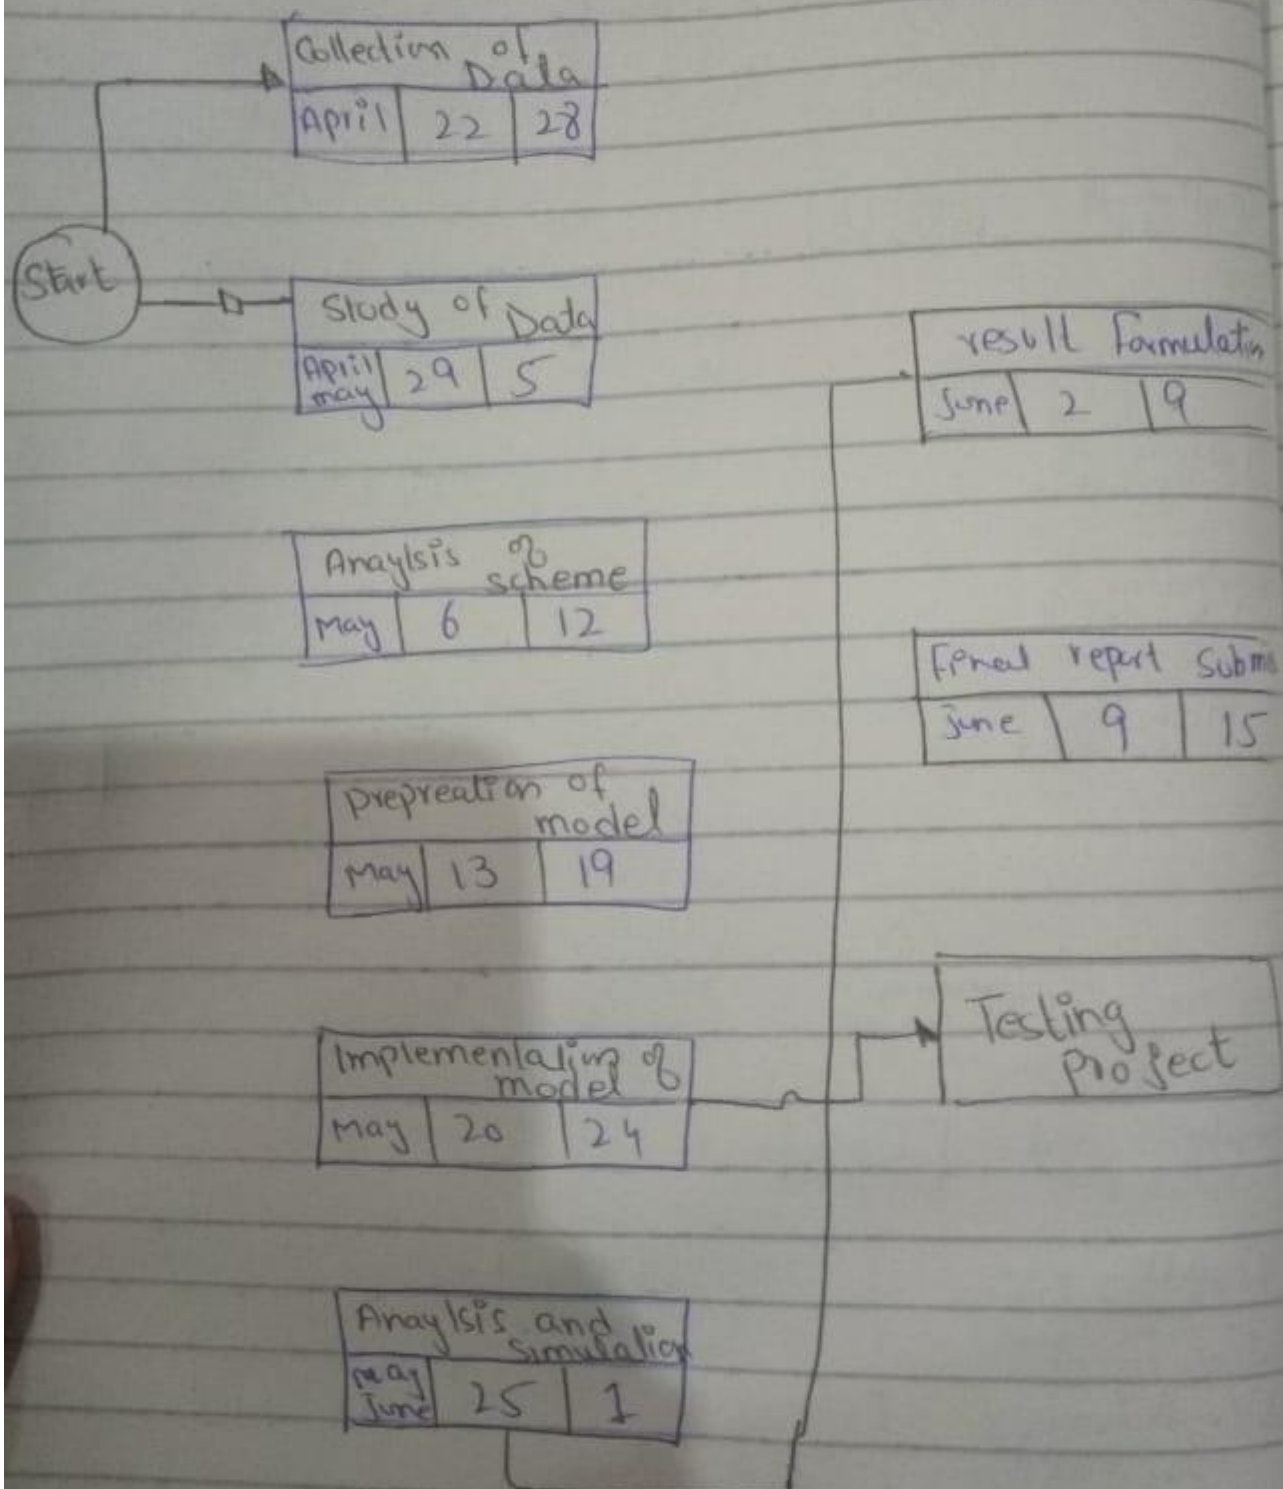 Collection of
Data
April 22 28
Start
Study of Data
April
may 29 5
result Formulation
June 2 9
Anaylsis of
scheme
May 6 12
Final report Subm
June 9 15
prepreation of
model
May 13 19
Implementation of
model
May 20 24
Testing
Project
Anaylsis and
Simulation
may
June 25 1